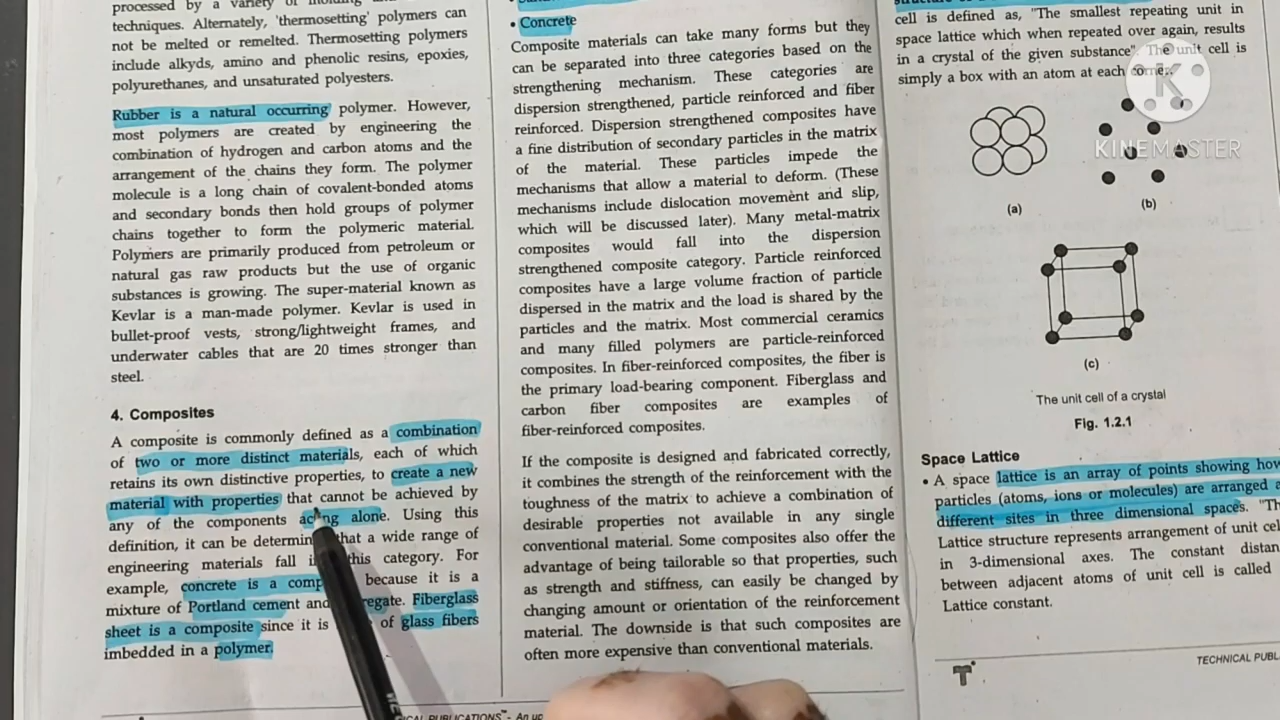 processed by a variety of
techniques. Alternately, 'thermosetting' polymers can
not be melted or remelted. Thermosetting polymers
include alkyds, amino and phenolic resins, epoxies,
polyurethanes, and unsaturated polyesters.
Rubber is a natural occurring polymer. However,
most polymers are created by engineering the
combination of hydrogen and carbon atoms and the
arrangement of the chains they form. The polymer
molecule is a long chain of covalent-bonded atoms
and secondary bonds then hold groups of polymer
chains together to form the polymeric material.
Polymers are primarily produced from petroleum or
natural gas raw products but the use of organic
substances is growing. The super-material known as
Kevlar is a man-made polymer. Kevlar is used in
bullet-proof vests, strong/lightweight frames, and
underwater cables that are 20 times stronger than
steel.
4. Composites
A composite is commonly defined as a combination
of two or more distinct materials, each of which
retains its own distinctive properties, to create a new
material with properties that cannot be achieved by
any of the components acting alone. Using this
definition, it can be determin that a wide range of
engineering materials fall this category. For
example, concrete is a comp because it is a
mixture of Portland cement and regate. Fiberglass
sheet is a composite since it is of glass fibers
imbedded in a polymer.
ICAL PUBLICATIONS™ - An up
• Concrete
Composite materials can take many forms but they
can be separated into three categories based on the
strengthening mechanism. These categories are
dispersion strengthened, particle reinforced and fiber
reinforced. Dispersion strengthened composites have
a fine distribution of secondary particles in the matrix
of the material. These particles impede the
mechanisms that allow a material to deform. (These
mechanisms include dislocation movement and slip,
which will be discussed later). Many metal-matrix
composites would fall into the dispersion
strengthened composite category. Particle reinforced
composites have a large volume fraction of particle
dispersed in the matrix and the load is shared by the
particles and the matrix. Most commercial ceramics
and many filled polymers are particle-reinforced
composites. In fiber-reinforced composites, the fiber is
the primary load-bearing component. Fiberglass and
carbon fiber composites are examples of
fiber-reinforced composites.
If the composite is designed and fabricated correctly,
it combines the strength of the reinforcement with the
toughness of the matrix to achieve a combination of
desirable properties not available in any single
conventional material. Some composites also offer the
advantage of being tailorable so that properties, such
as strength and stiffness, can easily be changed by
changing amount or orientation of the reinforcement
material. The downside is that such composites are
often more expensive than conventional materials.
cell is defined as, "The smallest repeating unit in
space lattice which when repeated over again, results
in a crystal of the given substance". The unit cell is
simply a box with an atom at each corner.
K
KINEMASTER
(a)
(b)
(c)
The unit cell of a crystal
Fig. 1.2.1
Space Lattice
• A space lattice is an array of points showing how
particles (atoms, ions or molecules) are arranged a
different sites in three dimensional spaces. "Th
Lattice structure represents arrangement of unit cel
in 3-dimensional axes. The constant distan
between adjacent atoms of unit cell is called
Lattice constant.
TECHNICAL PUBL